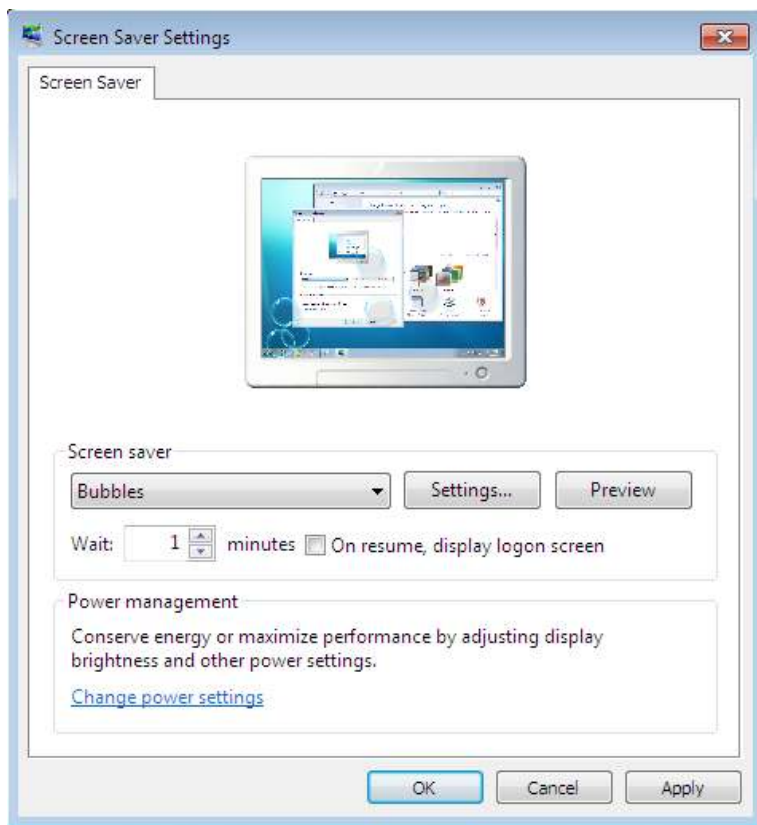 Screen Saver Settings
Screen Saver
Screen saver
Bubbles
Settings...
Preview
Wait: 1 minutes On resume, display logon screen
Power management
Conserve energy or maximize performance by adjusting display
brightness and other power settings.
Change power settings
OK Cancel Apply